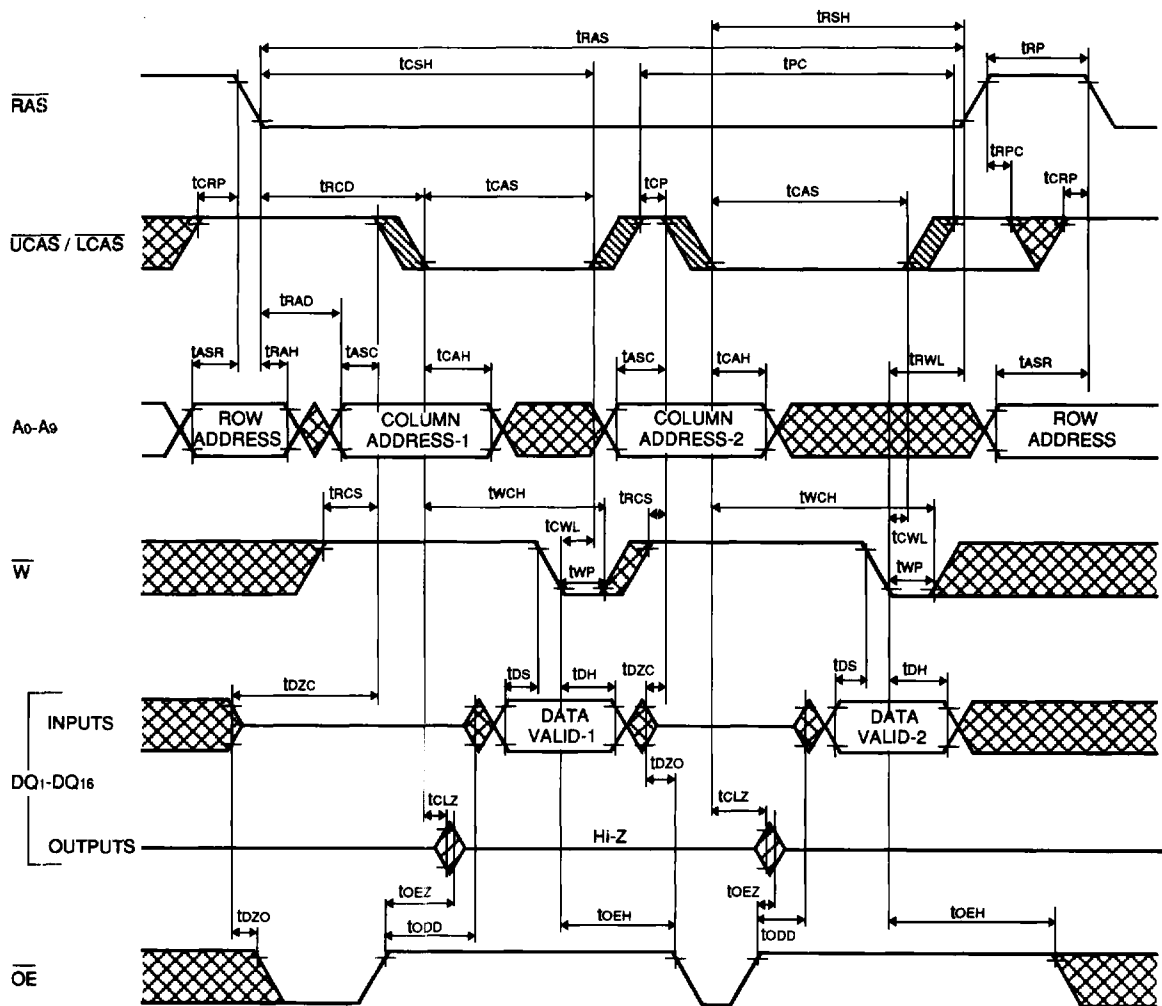 tRSH
tRAS tRP
tCSH tPC
RAS
tRPC
tCRP tRCD tCAS tCP tCAS tCRP
UCAS / LCAS
tRAD
tASR tRAH tASC tCAH tASC tCAH tRWL tASR
A0-A9 ROW ADDRESS COLUMN ADDRESS-1 COLUMN ADDRESS-2 ROW ADDRESS
tRCS tWCH tRCS tWCH
tCWL tCWL
W tWP tWP
tDZC tDS tDH tDZC tDS tDH
INPUTS DATA VALID-1 DATA VALID-2
DQ1-DQ16
tDZO
tCLZ tCLZ
OUTPUTS Hi-Z
tOEZ tOEZ
tDZO tODD tOEH tODD tOEH
OE